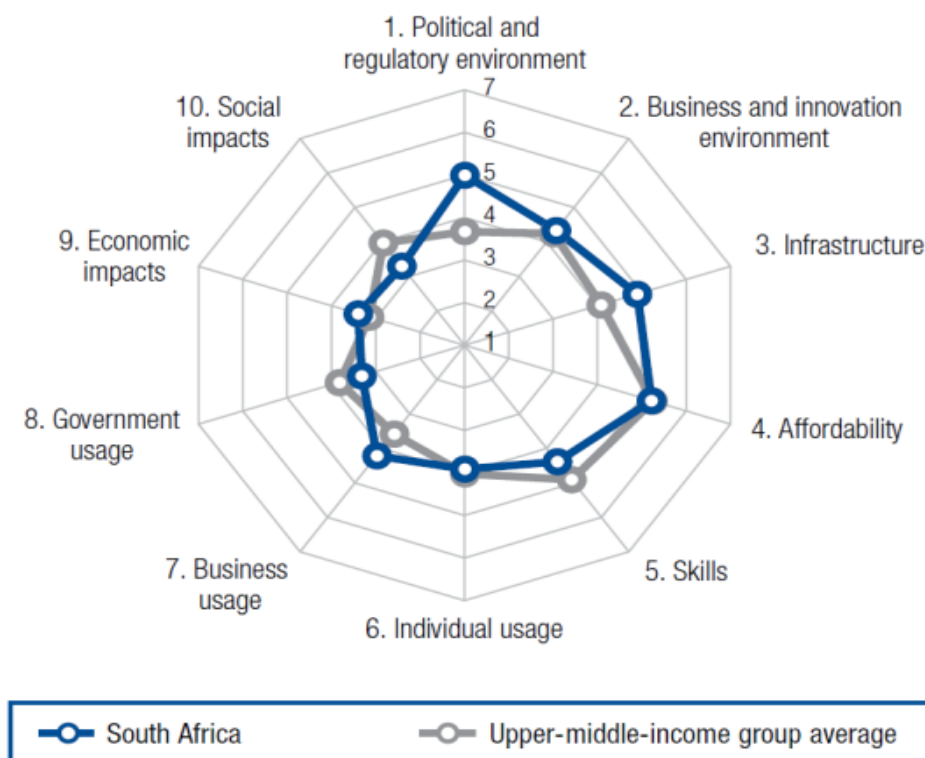 1. Political and
regulatory environment
7
6
5
4
3
2
1
2. Business and innovation
environment
3. Infrastructure
4. Affordability
5. Skills
6. Individual usage
7. Business
usage
8. Government
usage
9. Economic
impacts
10. Social
impacts
South Africa
Upper-middle-income group average